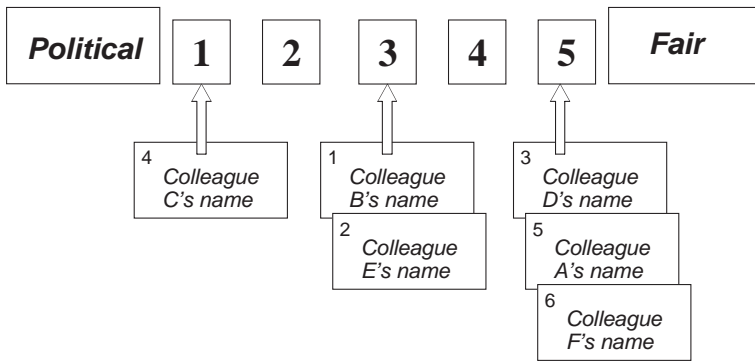 Political 1 2 3 4 5 Fair
4
Colleague
C's name
1
Colleague
B's name
2
Colleague
E's name
3
Colleague
D's name
5
Colleague
A's name
6
Colleague
F's name